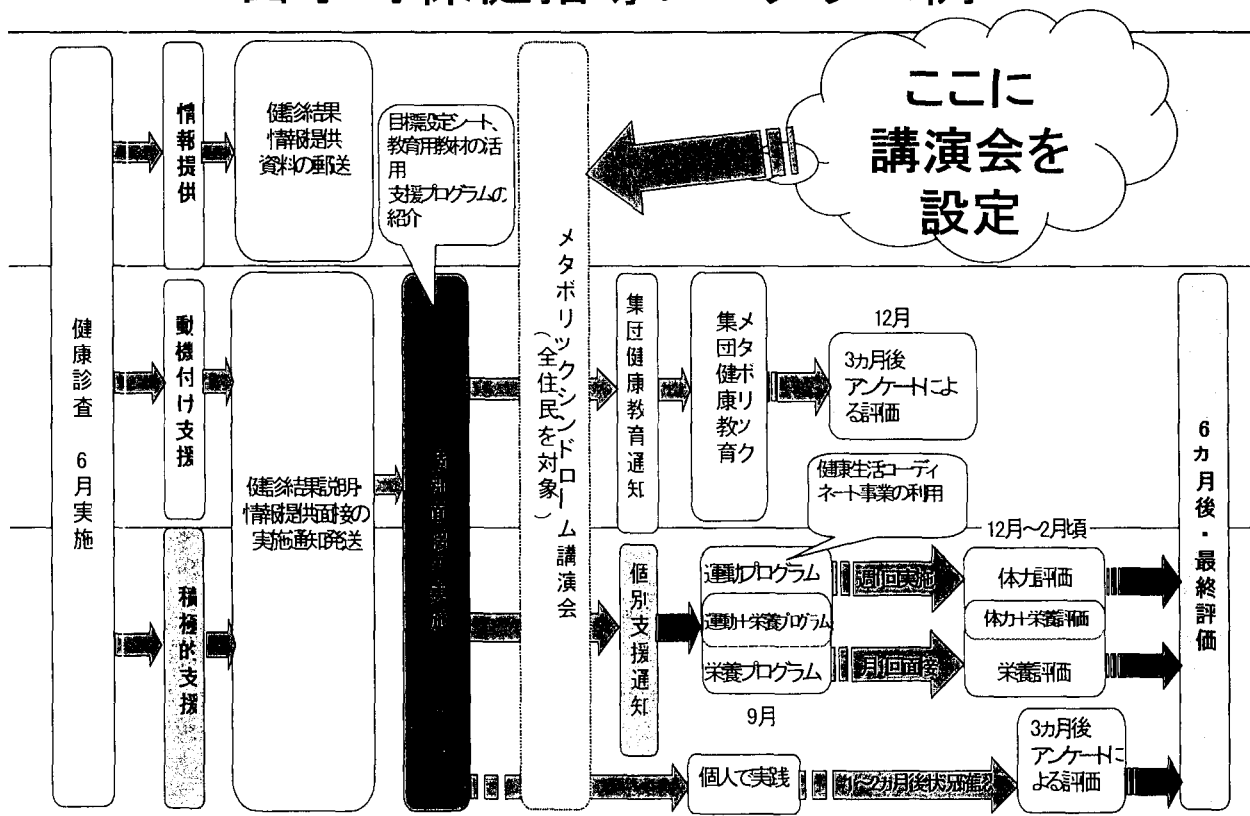 ここに
講演会を
設定
健康診査　6月実施
情報提供
健診結果
情報提供
資料の郵送
目標設定シート、
教育用教材の活
用
支援プログラムの
紹介
メタボリックシンドローム講演会
（全住民を対象）
動機付け支援
積極的支援
健診結果説明・
情報提供面接の
実施通知発送
集団健康教育通知
メタボリック
集団健康教育
12月
3カ月後
アンケートによ
る評価
健康生活コーディ
ネート事業の利用
個別支援通知
運動プログラム
運動+栄養プログラム
栄養プログラム
9月
週1回実施
月1回面接
12月～2月頃
体力評価
体力+栄養評価
栄養評価
個人で実践
1～2カ月後状況確認
3カ月後
アンケートに
よる評価
6カ月後・最終評価